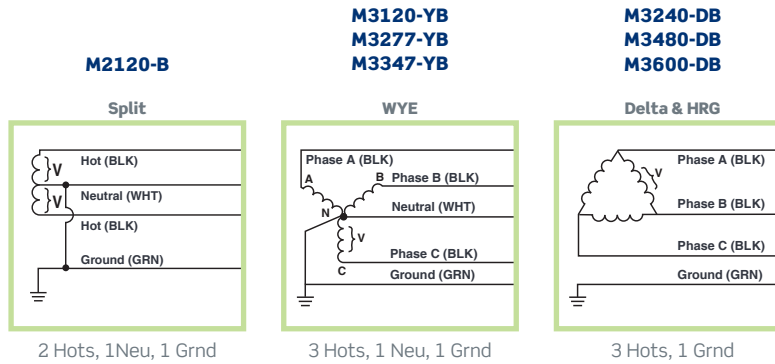 M2120-B
Split
Hot (BLK)
V
Neutral (WHT)
V
Hot (BLK)
Ground (GRN)
2 Hots, 1Neu, 1 Grnd
M3120-YB
M3277-YB
M3347-YB
WYE
Phase A (BLK)
A
B
Phase B (BLK)
N
Neutral (WHT)
V
C
Phase C (BLK)
Ground (GRN)
3 Hots, 1 Neu, 1 Grnd
M3240-DB
M3480-DB
M3600-DB
Delta & HRG
Phase A (BLK)
V
Phase B (BLK)
Phase C (BLK)
Ground (GRN)
3 Hots, 1 Grnd